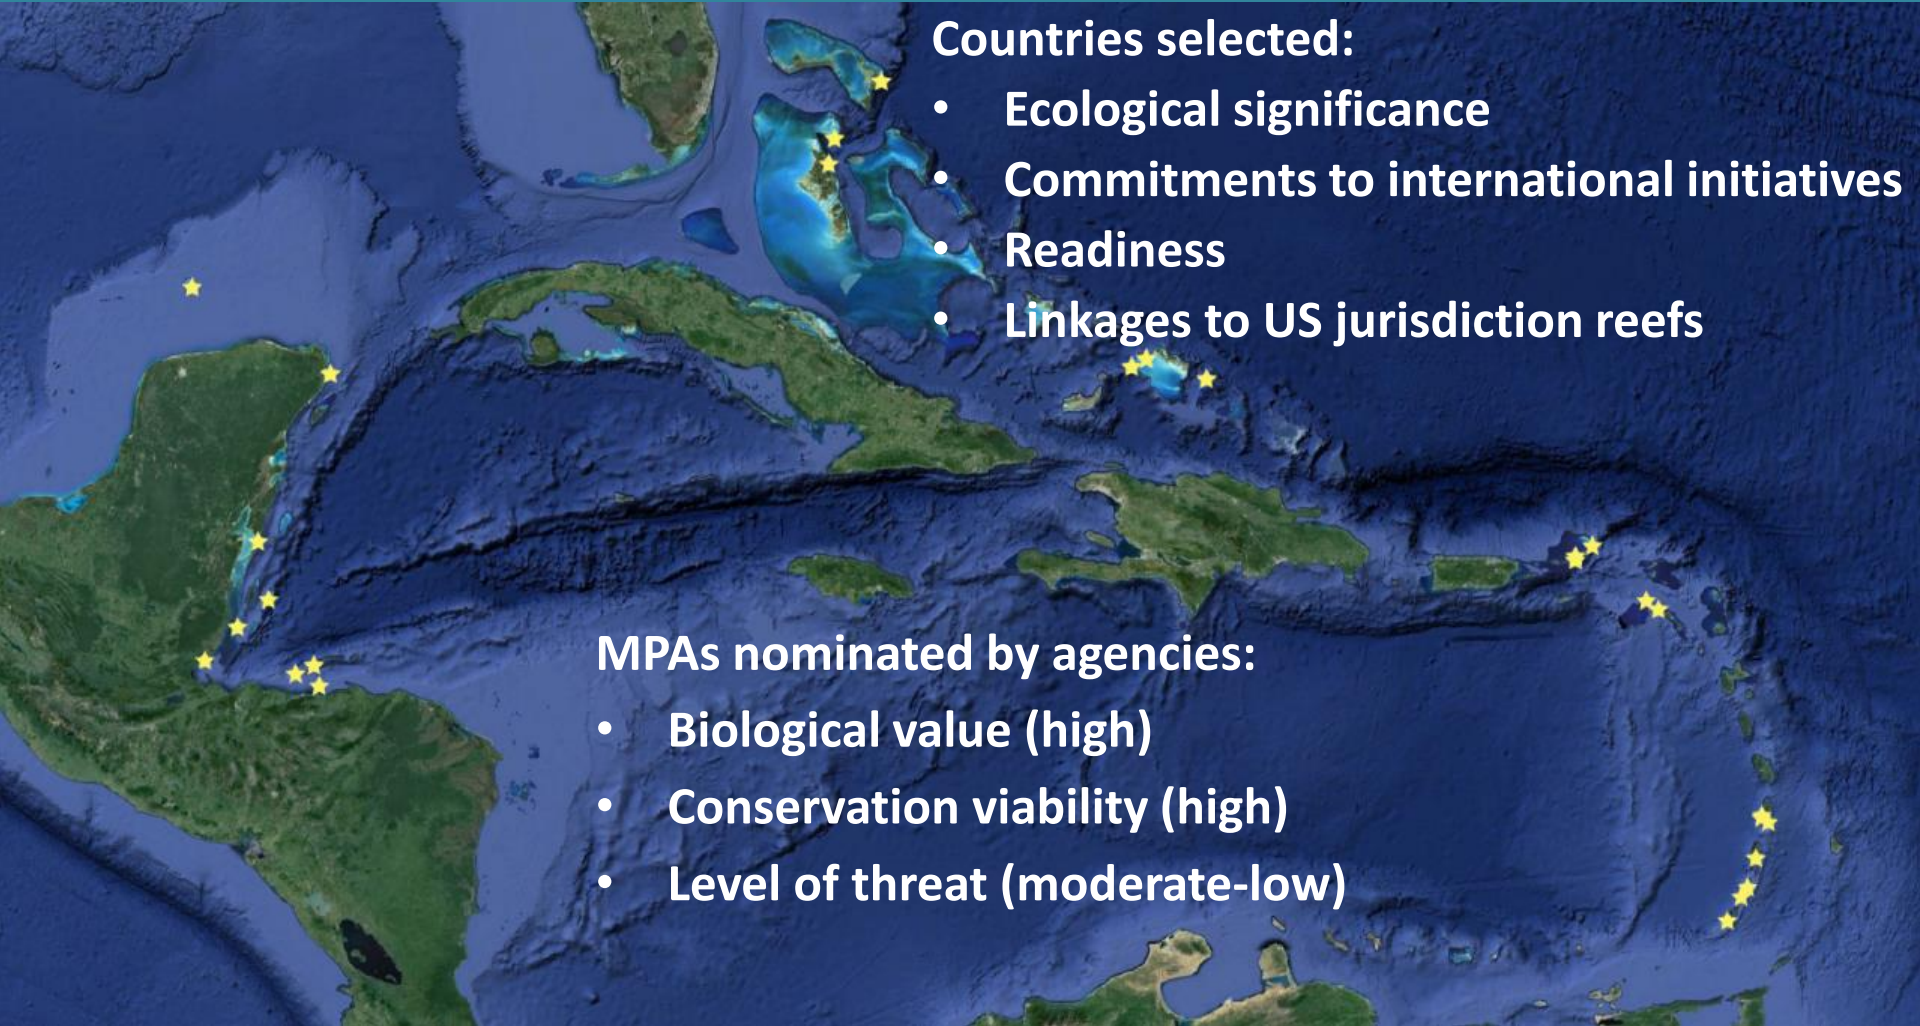 Countries selected:
• Ecological significance
• Commitments to international initiatives
• Readiness
• Linkages to US jurisdiction reefs
MPAs nominated by agencies:
• Biological value (high)
• Conservation viability (high)
• Level of threat (moderate-low)